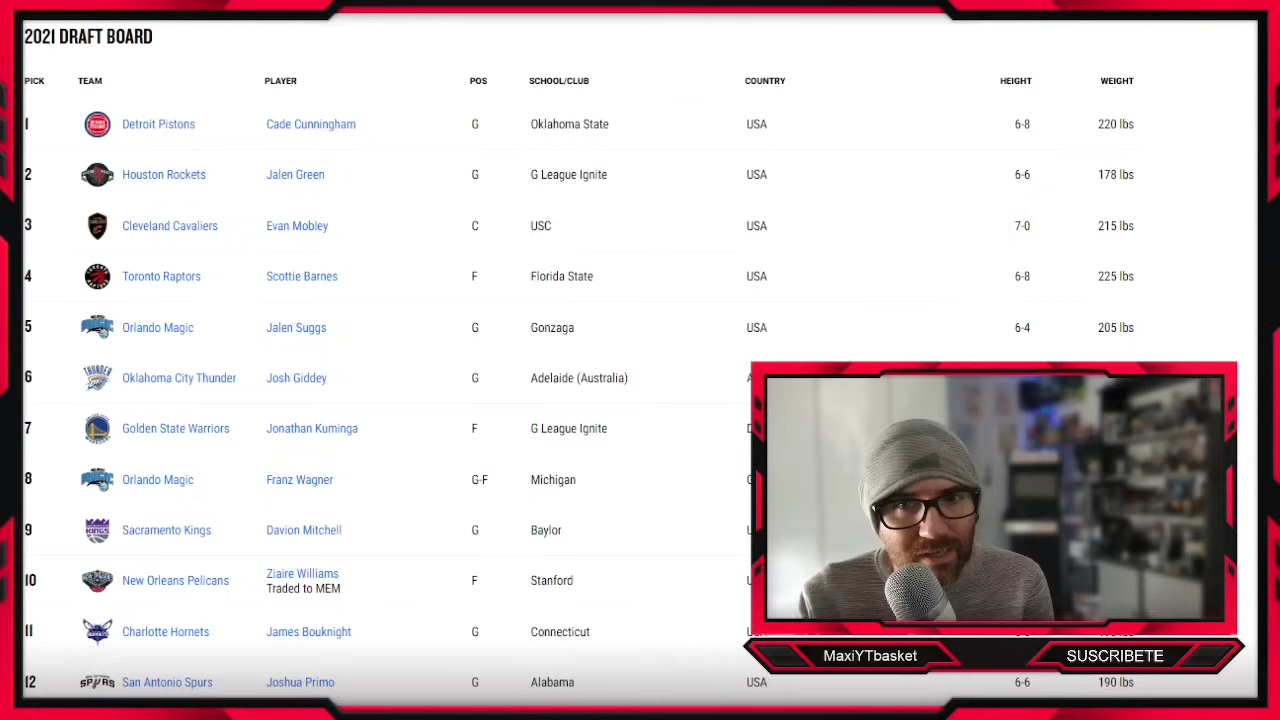 2021 DRAFT BOARD
PICK TEAM PLAYER POS SCHOOL/CLUB COUNTRY HEIGHT WEIGHT
1 Detroit Pistons Cade Cunningham G Oklahoma State USA 6-8 220 lbs
2 Houston Rockets Jalen Green G G League Ignite USA 6-6 178 lbs
3 Cleveland Cavaliers Evan Mobley C USC USA 7-0 215 lbs
4 Toronto Raptors Scottie Barnes F Florida State USA 6-8 225 lbs
5 Orlando Magic Jalen Suggs G Gonzaga USA 6-4 205 lbs
6 Oklahoma City Thunder Josh Giddey G Adelaide (Australia)
7 Golden State Warriors Jonathan Kuminga F G League Ignite
8 Orlando Magic Franz Wagner G-F Michigan
9 Sacramento Kings Davion Mitchell G Baylor
10 New Orleans Pelicans Ziaire Williams F Stanford
Traded to MEM
11 Charlotte Hornets James Bouknight G Connecticut
12 San Antonio Spurs Joshua Primo G Alabama USA 6-6 190 lbs
MaxiYTbasket SUSCRIBETE